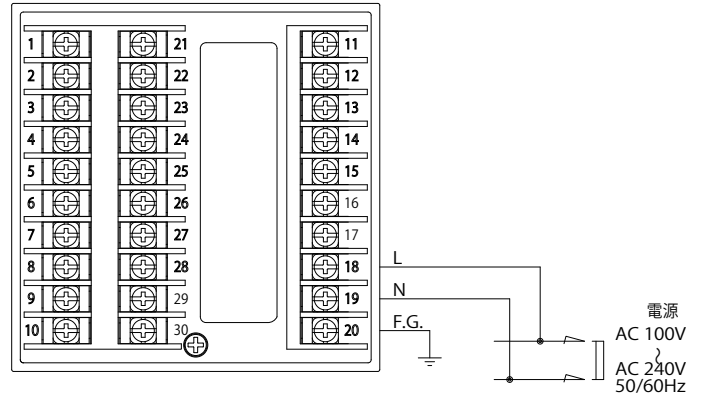 1 21 11
2 22 12
3 23 13
4 24 14
5 25 15
6 26 16
7 27 17
8 28 18 L
9 29 19 N
10 30 20 F.G.
電源
AC 100V
〜
AC 240V
50/60Hz